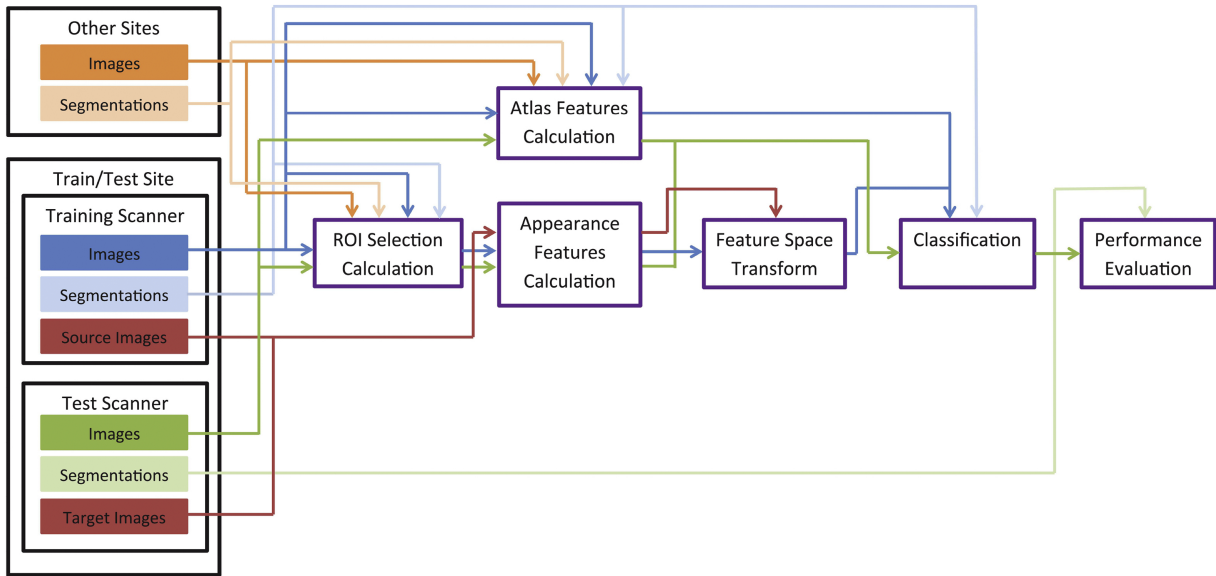 Other Sites
Images
Segmentations
Train/Test Site
Training Scanner
Images
Segmentations
Source Images
Test Scanner
Images
Segmentations
Target Images
Atlas Features
Calculation
ROI Selection
Calculation
Appearance
Features
Calculation
Feature Space
Transform
Classification
Performance
Evaluation